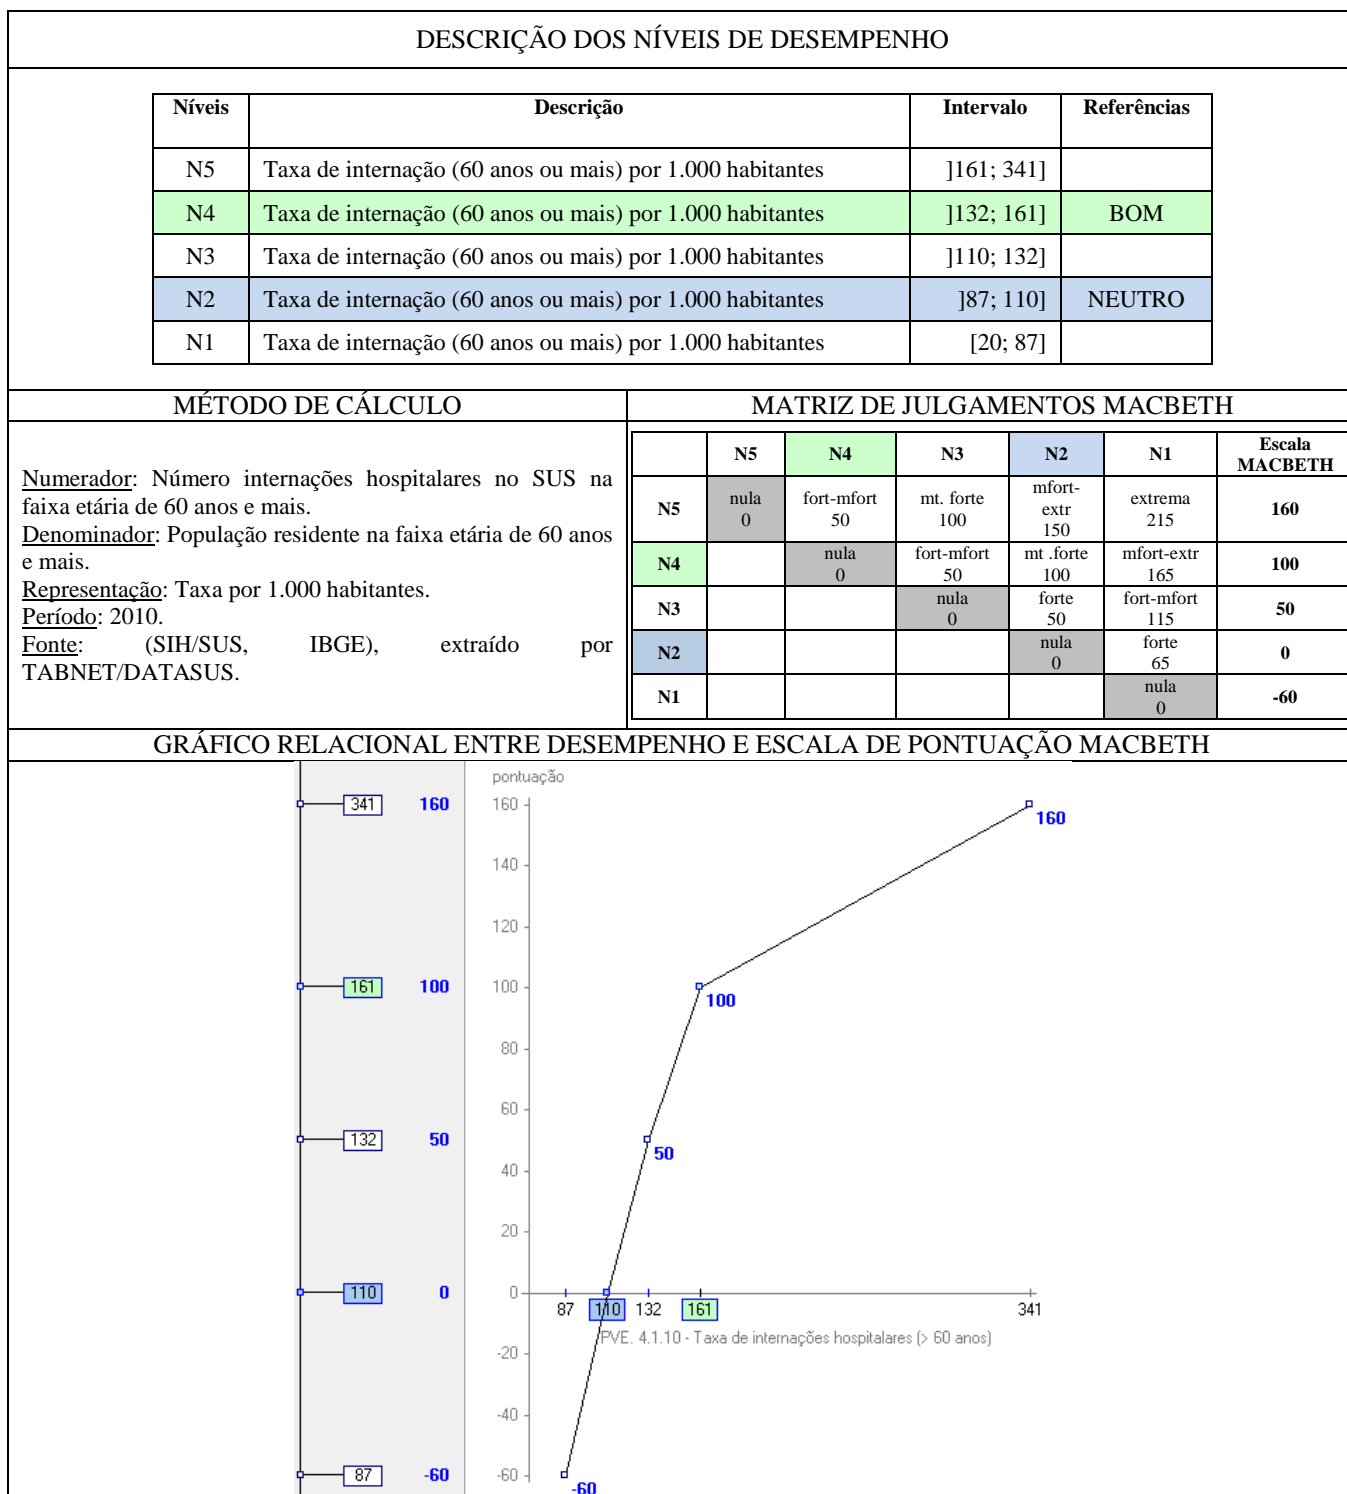 DESCRIÇÃO DOS NÍVEIS DE DESEMPENHO
Níveis Descrição Intervalo Referências
N5 Taxa de internação (60 anos ou mais) por 1.000 habitantes ]161; 341]
N4 Taxa de internação (60 anos ou mais) por 1.000 habitantes ]132; 161] BOM
N3 Taxa de internação (60 anos ou mais) por 1.000 habitantes ]110; 132]
N2 Taxa de internação (60 anos ou mais) por 1.000 habitantes ]87; 110] NEUTRO
N1 Taxa de internação (60 anos ou mais) por 1.000 habitantes [20; 87]
MÉTODO DE CÁLCULO
Numerador: Número internações hospitalares no SUS na
faixa etária de 60 anos e mais.
Denominador: População residente na faixa etária de 60 anos
e mais.
Representação: Taxa por 1.000 habitantes.
Período: 2010.
Fonte: (SIH/SUS, IBGE), extraído por
TABNET/DATASUS.
MATRIZ DE JULGAMENTOS MACBETH
N5 N4 N3 N2 N1 Escala
MACBETH
N5 nula fort-mfort mt. forte mfort- extrema 160
extr
0 50 100 150 215
N4 nula fort-mfort mt .forte mfort-extr 100
0 50 100 165
N3 nula forte fort-mfort 50
0 50 115
N2 nula forte 0
0 65
N1 nula -60
0
GRÁFICO RELACIONAL ENTRE DESEMPENHO E ESCALA DE PONTUAÇÃO MACBETH
341 160
161 100
132 50
110 0
87 -60
pontuação
160
140
120
100
80
60
40
20
0
-20
-40
-60
160
100
50
-60
87 110 132 161 341
PVE. 4.1.10 - Taxa de internações hospitalares (> 60 anos)